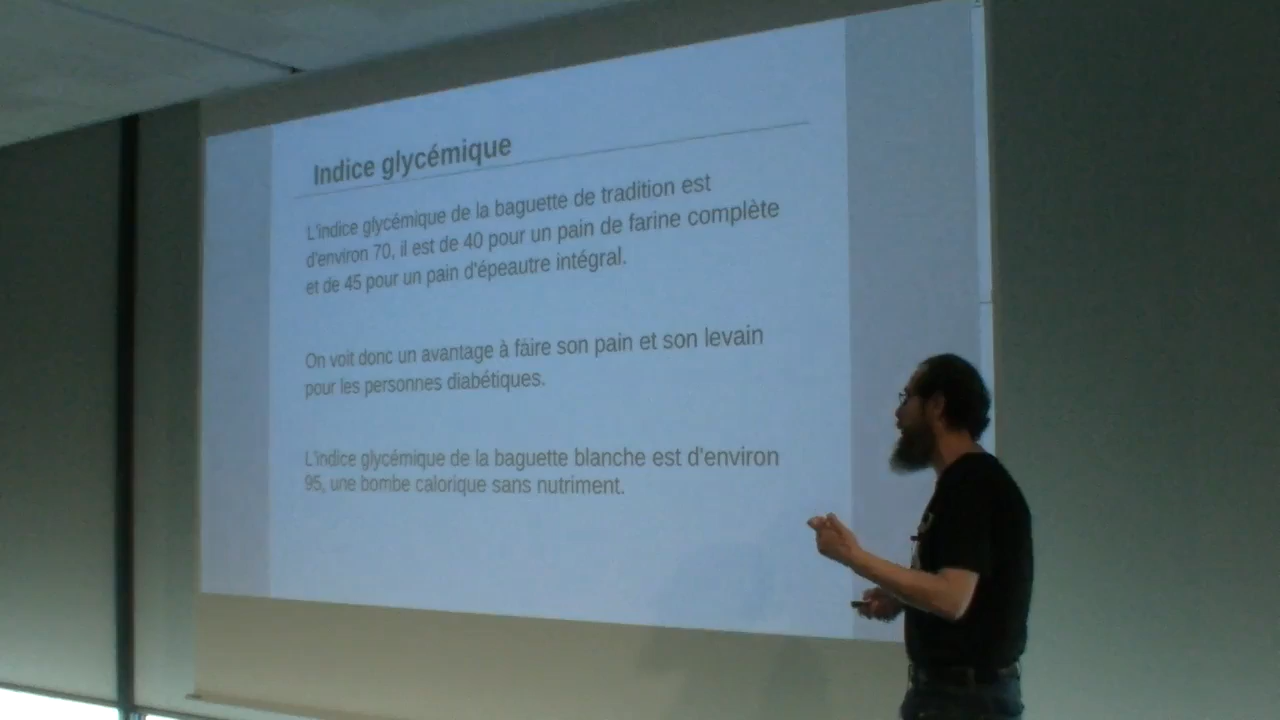 Indice glycémique
L'indice glycémique de la baguette de tradition est
d'environ 70, il est de 40 pour un pain de farine complète
et de 45 pour un pain d'épeautre intégral.
On voit donc un avantage à faire son pain et son levain
pour les personnes diabétiques.
L'indice glycémique de la baguette blanche est d'environ
95, une bombe calorique sans nutriment.